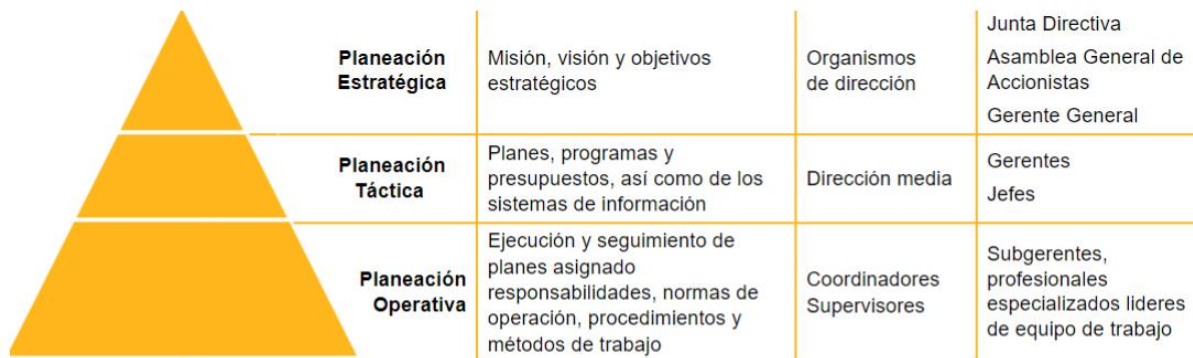 Planeación
Estratégica
Misión, visión y objetivos
estratégicos
Organismos
de dirección
Junta Directiva
Asamblea General de
Accionistas
Gerente General
Planeación
Táctica
Planes, programas y
presupuestos, así como de los
sistemas de información
Dirección media
Gerentes
Jefes
Planeación
Operativa
Ejecución y seguimiento de
planes asignado
responsabilidades, normas de
operación, procedimientos y
métodos de trabajo
Coordinadores
Supervisores
Subgerentes,
profesionales
especializados lideres
de equipo de trabajo